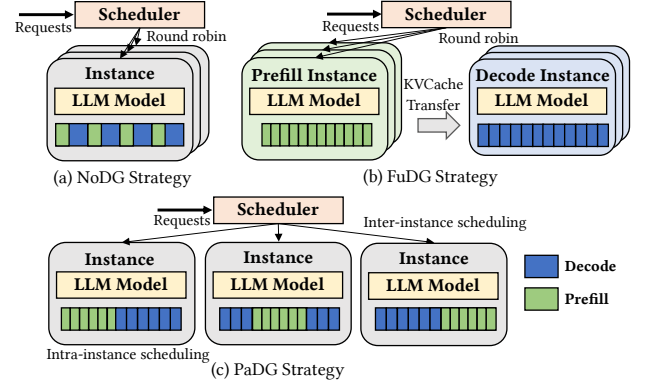 Scheduler
Requests
Round robin
Instance
LLM Model
(a) NoDG Strategy
Scheduler
Requests
Round robin
Prefill Instance
LLM Model
KVCache
Transfer
Decode Instance
LLM Model
(b) FuDG Strategy
Scheduler
Requests
Inter-instance scheduling
Instance
LLM Model
Instance
LLM Model
Instance
LLM Model
Decode
Prefill
Intra-instance scheduling
(c) PaDG Strategy